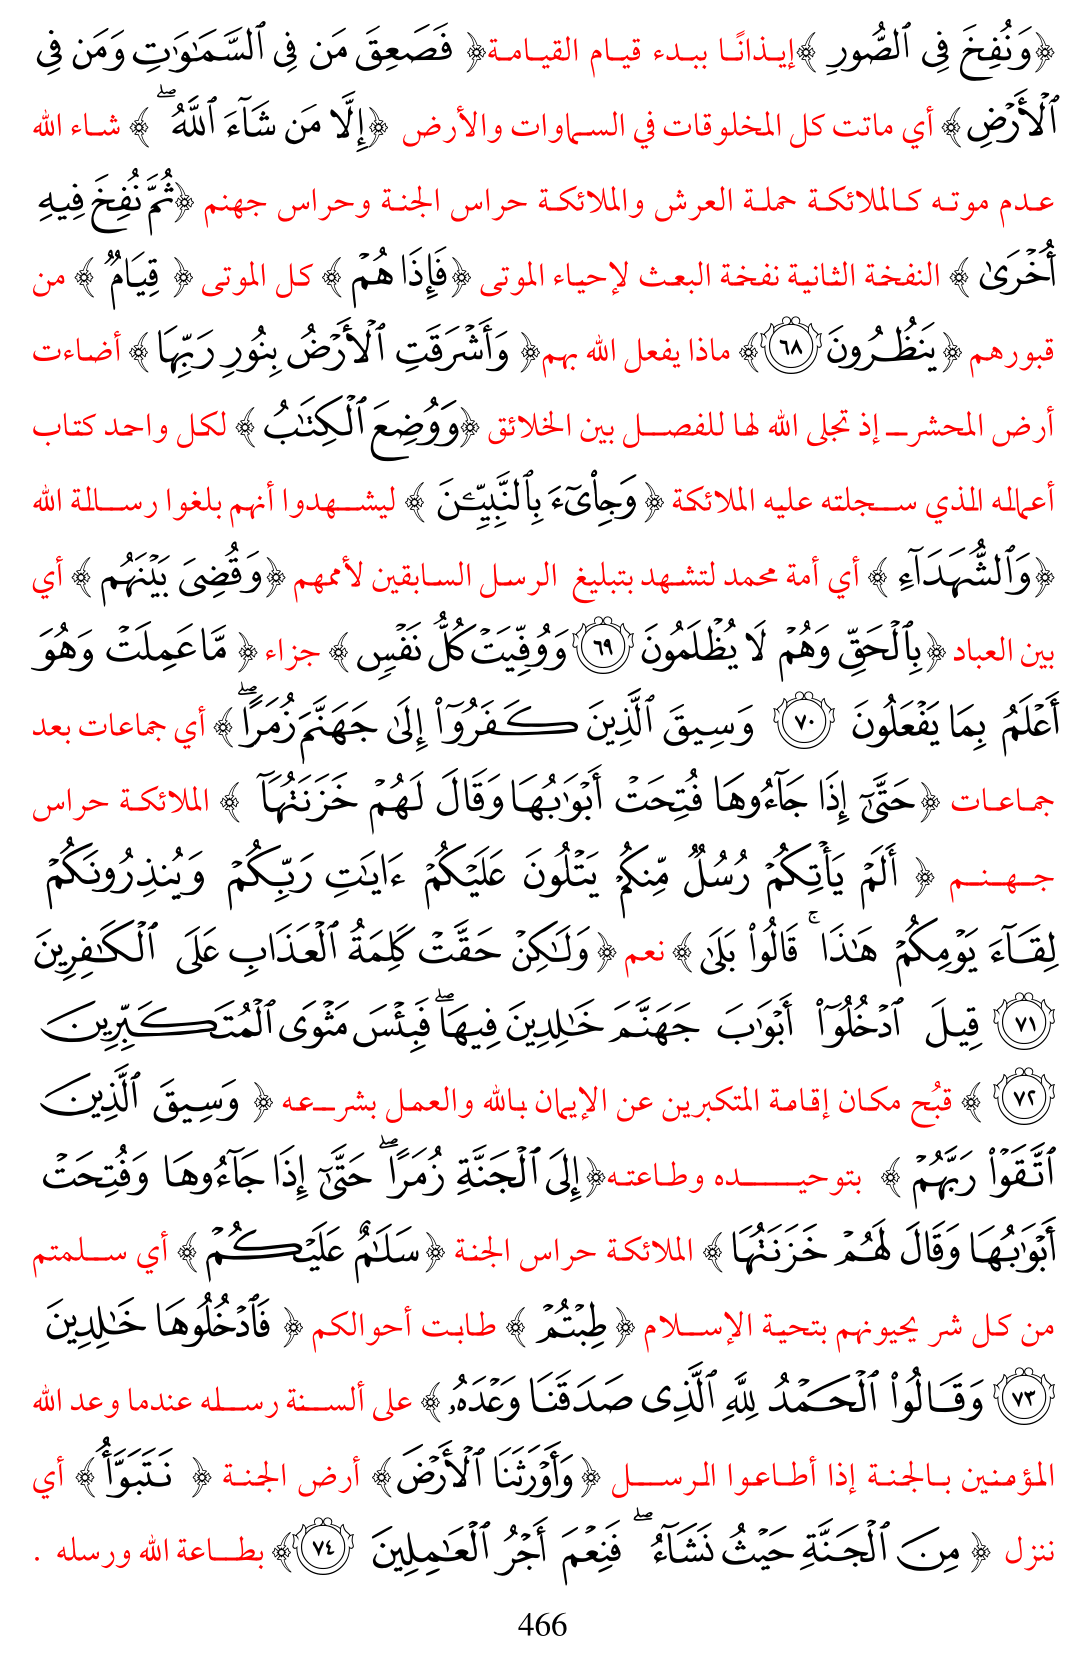 ﴿وَنُفِخَ فِى ٱلصُّورِ ﴾إيذانًا ببدء قيام القيامة﴿ فَصَعِقَ مَن فِى ٱلسَّمَـٰوَٰتِ وَمَن فِى
ٱلْأَرْضِ﴾ أي ماتت كل المخلوقات في السماوات والأرض ﴿إِلَّا مَن شَآءَ ٱللَّهُ ۖ ﴾ شاء الله
عدم موته كالملائكة حملة العرش والملائكة حراس الجنة وحراس جهنم ﴿ثُمَّ نُفِخَ فِيهِ
أُخْرَىٰ ﴾ النفخة الثانية نفخة البعث لإحياء الموتى ﴿فَإِذَا هُمْ ﴾ كل الموتى ﴿ قِيَامٌ ﴾ من
قبورهم ﴿يَنظُرُونَ ٦٨﴾ ماذا يفعل الله بهم﴿ وَأَشْرَقَتِ ٱلْأَرْضُ بِنُورِ رَبِّهَا ﴾ أضاءت
أرض المحشر إذ تجلى الله لها للفصل بين الخلائق ﴿وَوُضِعَ ٱلْكِتَـٰبُ ﴾ لكل واحد كتاب
أعماله الذي سجلته عليه الملائكة ﴿وَجِا۟ىٓءَ بِٱلنَّبِيِّـۧنَ ﴾ ليشهدوا أنهم بلغوا رسالة الله
﴿وَٱلشُّهَدَآءِ ﴾ أي أمة محمد لتشهد بتبليغ الرسل السابقين لأممهم ﴿وَقُضِىَ بَيْنَهُم ﴾ أي
بين العباد ﴿بِٱلْحَقِّ وَهُمْ لَا يُظْلَمُونَ ٦٩ وَوُفِّيَتْ كُلُّ نَفْسٍ ﴾ جزاء ﴿ مَّا عَمِلَتْ وَهُوَ
أَعْلَمُ بِمَا يَفْعَلُونَ ٧٠ وَسِيقَ ٱلَّذِينَ كَفَرُوٓا۟ إِلَىٰ جَهَنَّمَ زُمَرًا ۖ﴾ أي جماعات بعد
جماعات ﴿حَتَّىٰٓ إِذَا جَآءُوهَا فُتِحَتْ أَبْوَٰبُهَا وَقَالَ لَهُمْ خَزَنَتُهَآ ﴾ الملائكة حراس
جهنم ﴿ أَلَمْ يَأْتِكُمْ رُسُلٌ مِّنكُمْ يَتْلُونَ عَلَيْكُمْ ءَايَـٰتِ رَبِّكُمْ وَيُنذِرُونَكُمْ
لِقَآءَ يَوْمِكُمْ هَـٰذَا ۚ قَالُوا۟ بَلَىٰ ﴾ نعم ﴿وَلَـٰكِنْ حَقَّتْ كَلِمَةُ ٱلْعَذَابِ عَلَى ٱلْكَـٰفِرِينَ
٧١ قِيلَ ٱدْخُلُوٓا۟ أَبْوَٰبَ جَهَنَّمَ خَـٰلِدِينَ فِيهَا ۖ فَبِئْسَ مَثْوَى ٱلْمُتَكَبِّرِينَ
٧٢ ﴾ قبُح مكان إقامة المتكبرين عن الإيمان بالله والعمل بشرعه ﴿ وَسِيقَ ٱلَّذِينَ
ٱتَّقَوْا۟ رَبَّهُمْ ﴾ بتوحيده وطاعته﴿إِلَى ٱلْجَنَّةِ زُمَرًا ۖ حَتَّىٰٓ إِذَا جَآءُوهَا وَفُتِحَتْ
أَبْوَٰبُهَا وَقَالَ لَهُمْ خَزَنَتُهَا ﴾ الملائكة حراس الجنة ﴿سَلَـٰمٌ عَلَيْكُمْ ﴾ أي سلمتم
من كل شر يحيونهم بتحية الإسلام ﴿طِبْتُمْ ﴾ طابت أحوالكم ﴿ فَٱدْخُلُوهَا خَـٰلِدِينَ
٧٣ وَقَالُوا۟ ٱلْحَمْدُ لِلَّهِ ٱلَّذِى صَدَقَنَا وَعْدَهُۥ ﴾ على ألسنة رسله عندما وعد الله
المؤمنين بالجنة إذا أطاعوا الرسل ﴿وَأَوْرَثَنَا ٱلْأَرْضَ﴾ أرض الجنة ﴿ نَتَبَوَّأُ ﴾ أي
ننزل ﴿ مِنَ ٱلْجَنَّةِ حَيْثُ نَشَآءُ ۖ فَنِعْمَ أَجْرُ ٱلْعَـٰمِلِينَ ٧٤﴾ بطاعة الله ورسله .
466